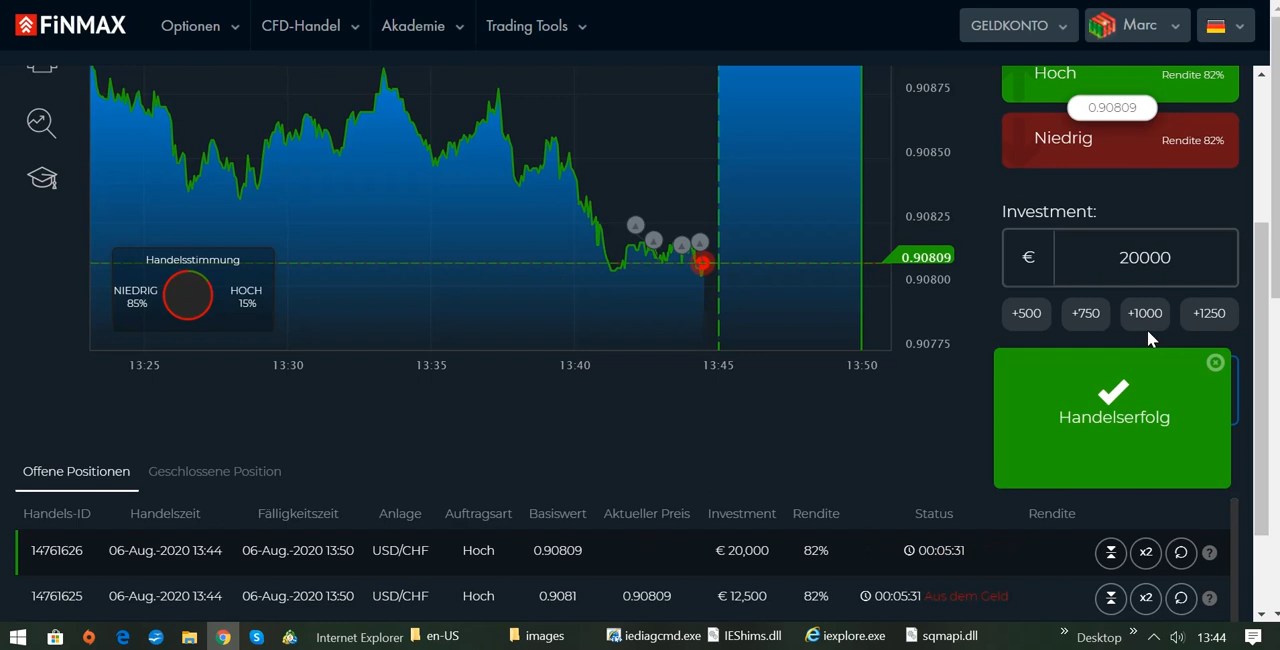 FiNMAX
Optionen CFD-Handel Akademie Trading Tools GELDKONTO Marc
Hoch Rendite 82%
0.90809
Niedrig Rendite 82%
Investment:
€ 20000
+500 +750 +1000 +1250
Handelserfolg
0.90875
0.90850
0.90825
0.90809
0.90800
0.90775
Handelsstimmung
NIEDRIG HOCH
85% 15%
13:25 13:30 13:35 13:40 13:45 13:50
Offene Positionen Geschlossene Position
Handels-ID Handelszeit Fälligkeitszeit Anlage Auftragsart Basiswert Aktueller Preis Investment Rendite Status Rendite
14761626 06-Aug.-2020 13:44 06-Aug.-2020 13:50 USD/CHF Hoch 0.90809 € 20,000 82% 00:05:31 x2 ?
14761625 06-Aug.-2020 13:44 06-Aug.-2020 13:50 USD/CHF Hoch 0.9081 0.90809 € 12,500 82% 00:05:31 Aus dem Geld x2 ?
Internet Explorer en-US images iediagcmd.exe IEShims.dll iexplore.exe sqmapi.dll » Desktop » 13:44